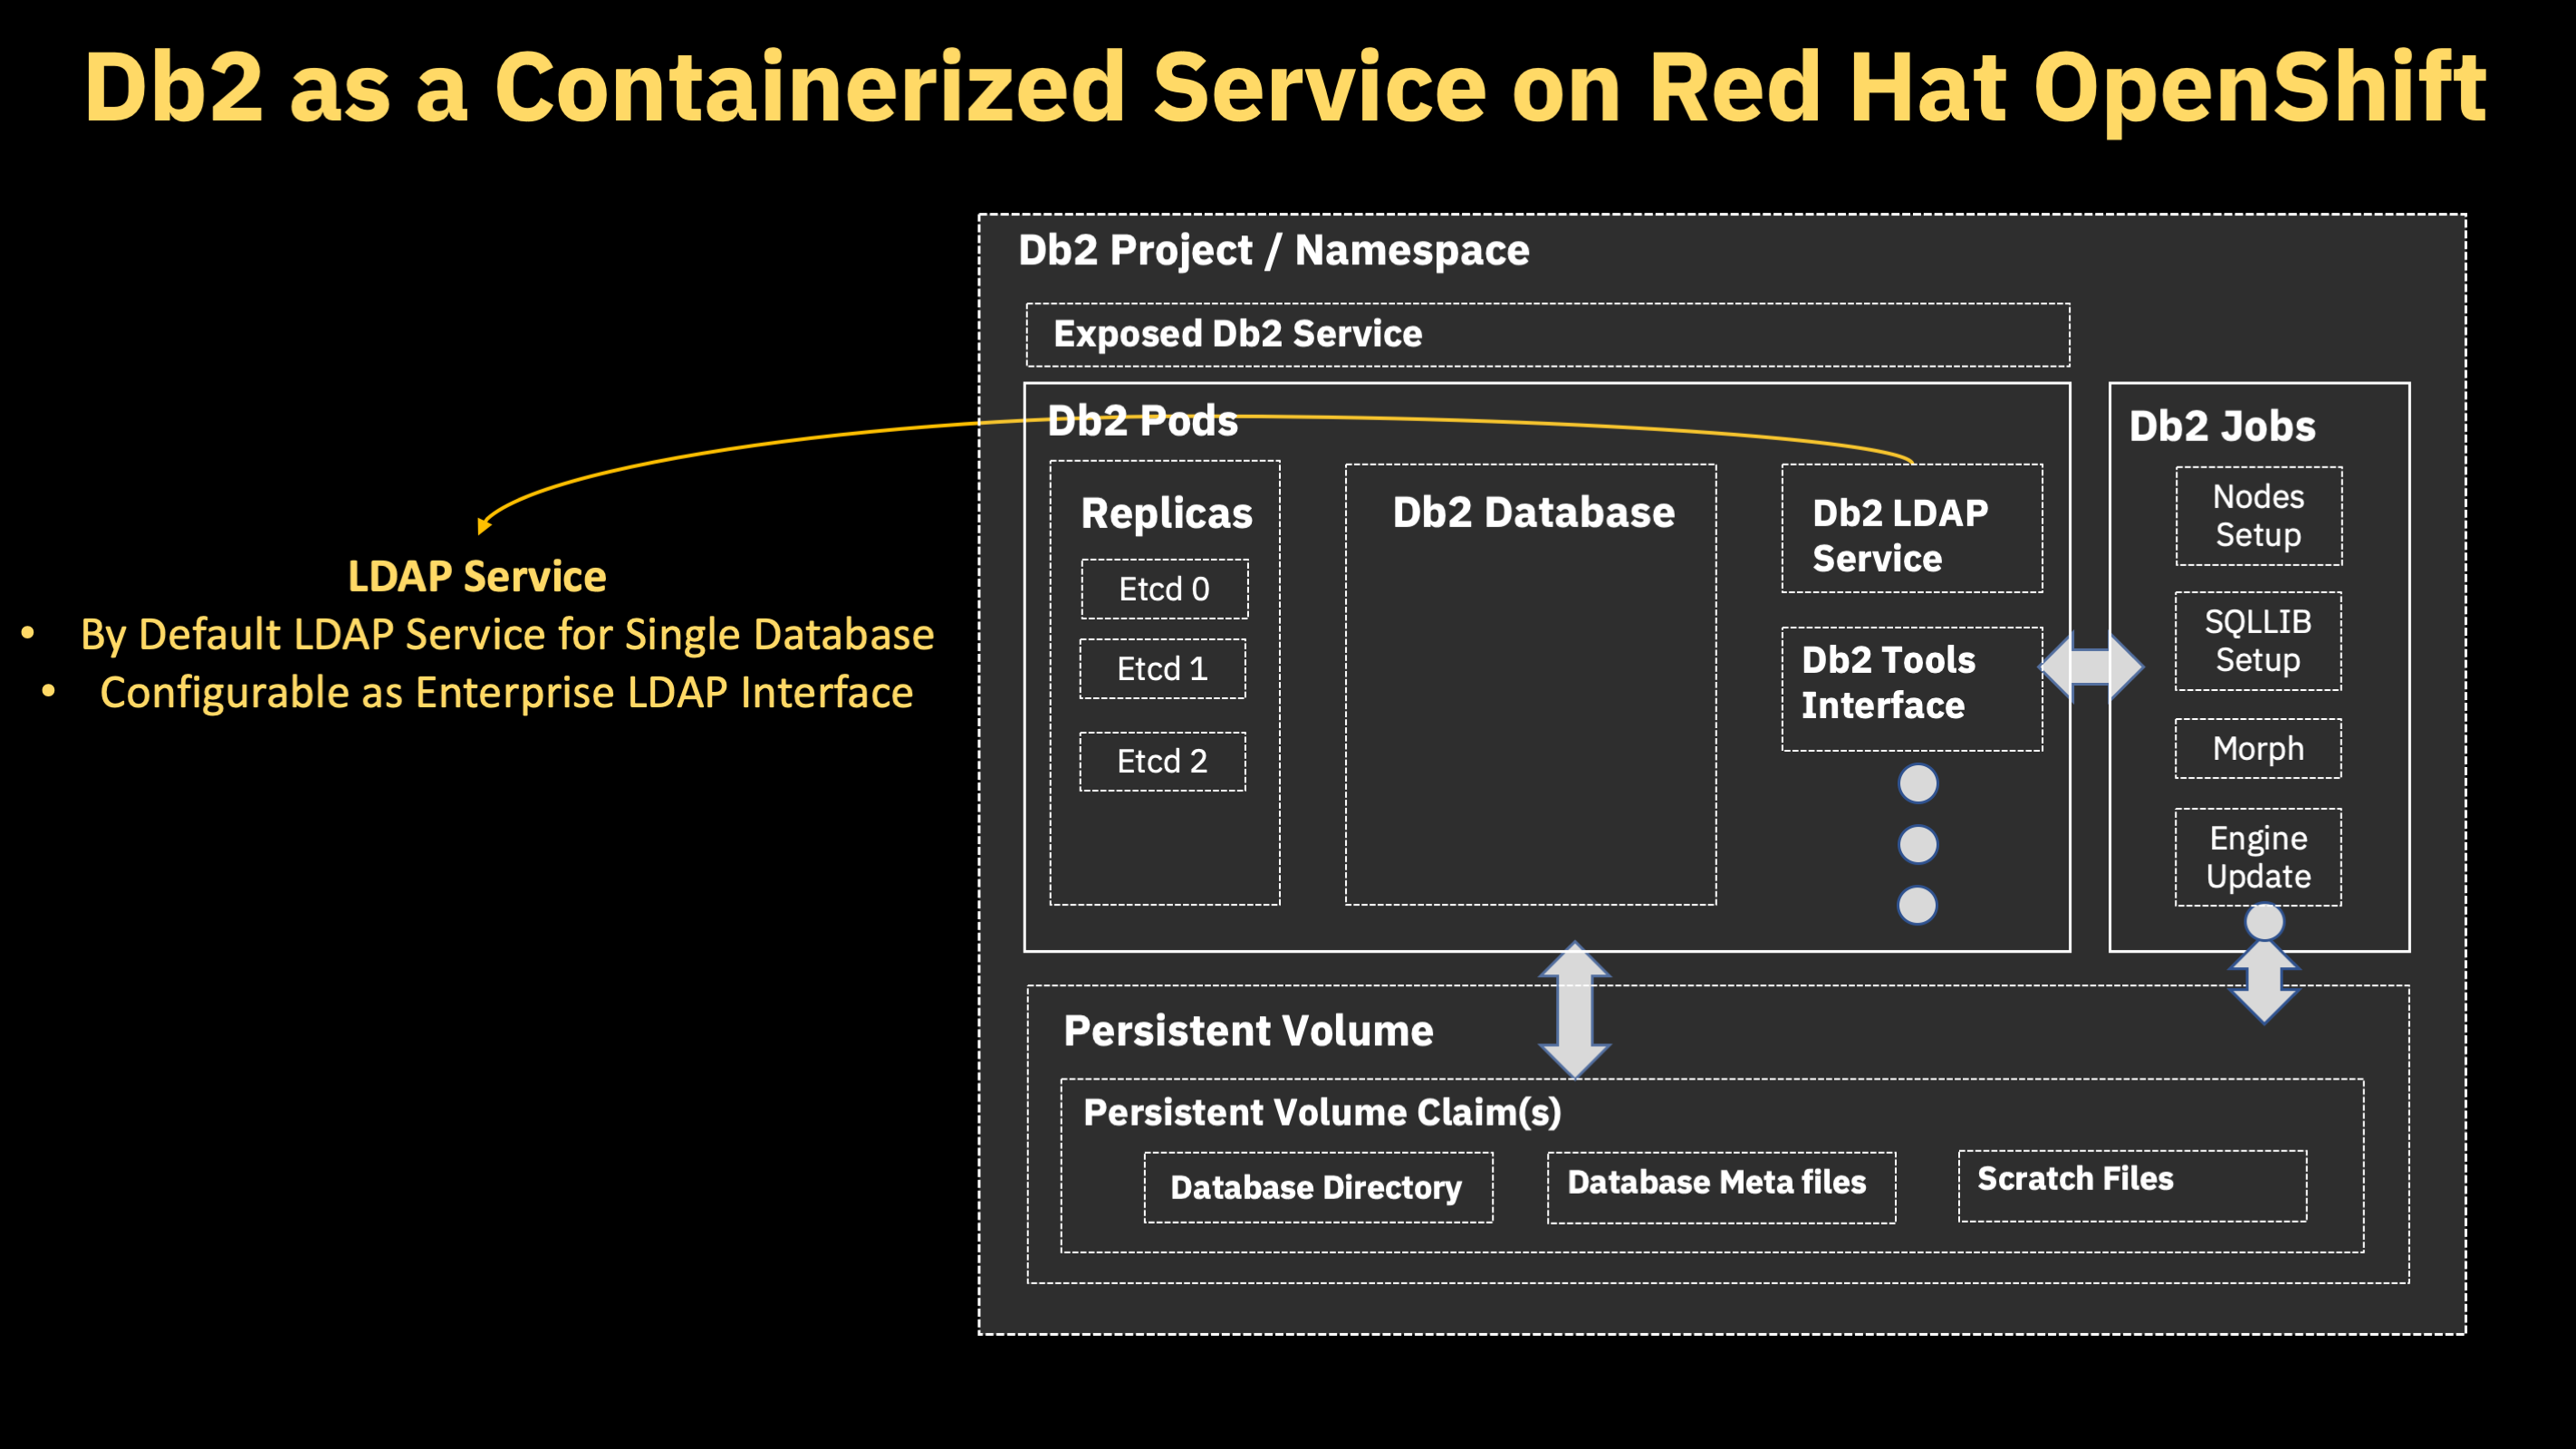 Db2 as a Containerized Service on Red Hat OpenShift
Db2 Project / Namespace
Exposed Db2 Service
Db2 Pods
Replicas
Etcd 0
Etcd 1
Etcd 2
Db2 Database
Db2 LDAP
Service
Db2 Tools
Interface
Db2 Jobs
Nodes
Setup
SQLLIB
Setup
Morph
Engine
Update
LDAP Service
• By Default LDAP Service for Single Database
• Configurable as Enterprise LDAP Interface
Persistent Volume
Persistent Volume Claim(s)
Database Directory
Database Meta files
Scratch Files